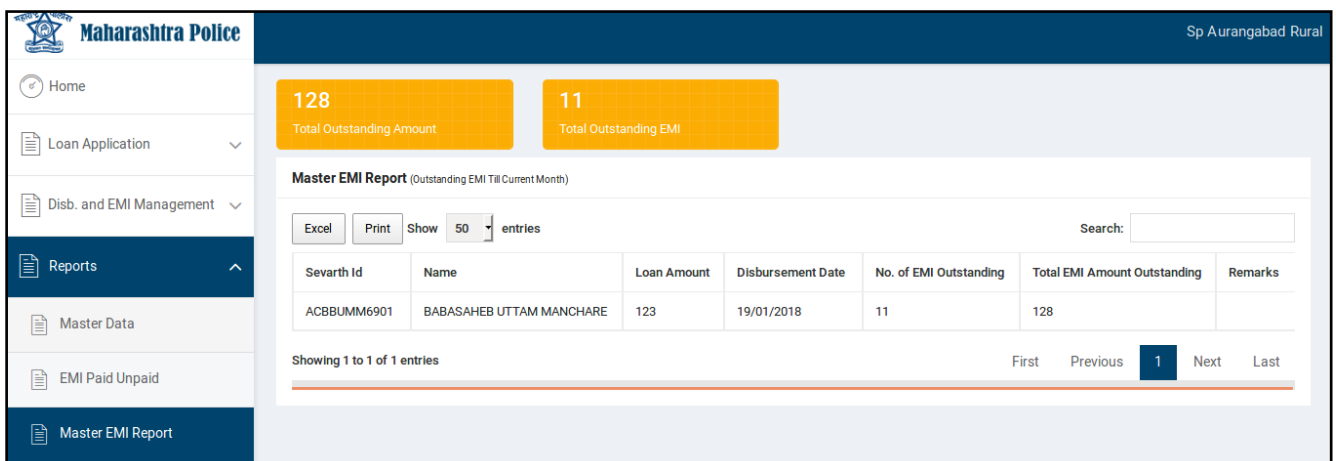 Maharashtra Police
Sp Aurangabad Rural
Home
Loan Application
Disb. and EMI Management
Reports
Master Data
EMI Paid Unpaid
Master EMI Report
128
Total Outstanding Amount
11
Total Outstanding EMI
Master EMI Report (Outstanding EMI Till Current Month)
Excel Print Show 50 entries Search:
Sevarth Id Name Loan Amount Disbursement Date No. of EMI Outstanding Total EMI Amount Outstanding Remarks
ACBBUMM6901 BABASAHEB UTTAM MANCHARE 123 19/01/2018 11 128
Showing 1 to 1 of 1 entries First Previous 1 Next Last